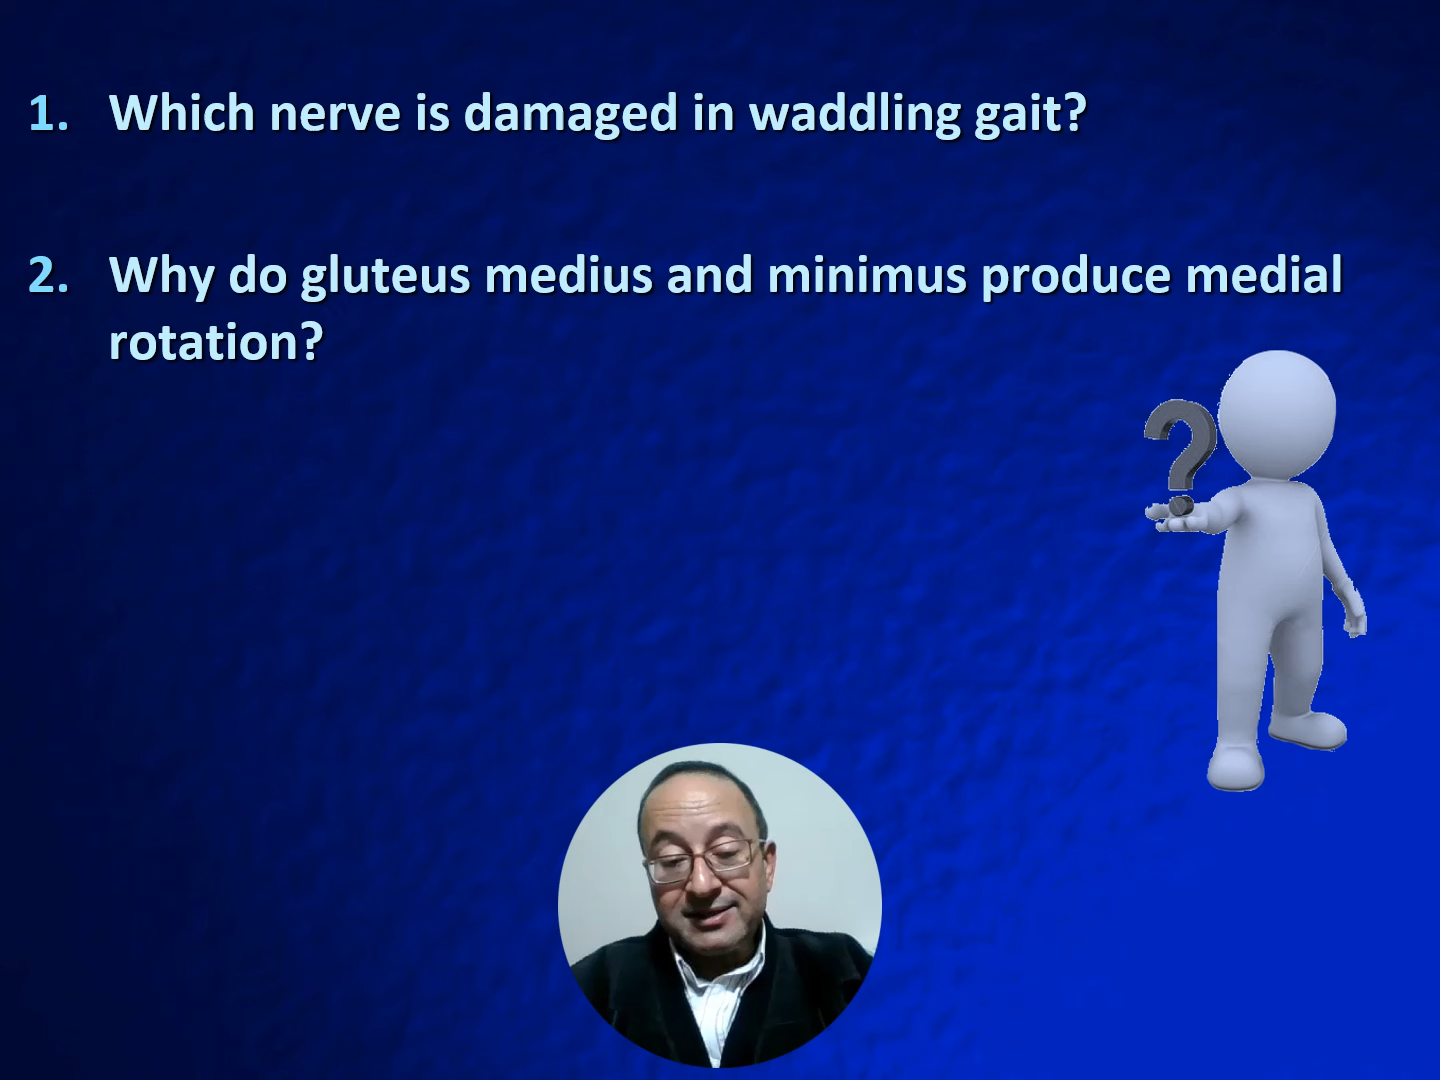 1. Which nerve is damaged in waddling gait?
2. Why do gluteus medius and minimus produce medial
rotation?
?